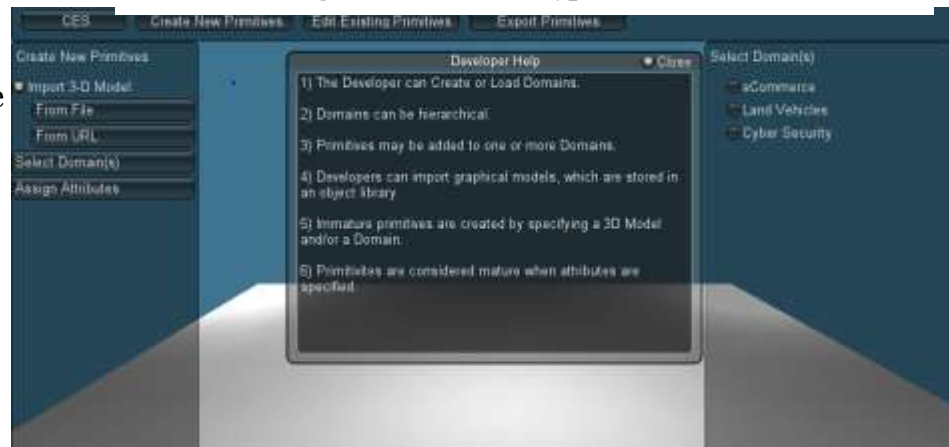 CES
Create New Primitives
Edit Existing Primitives
Export Primitives
Create New Primitives
Import 3-D Model
From File
From URL
Select Domain(s)
Assign Attributes
Developer Help
Close
1) The Developer can Create or Load Domains.
2) Domains can be hierarchical.
3) Primitives may be added to one or more Domains.
4) Developers can import graphical models, which are stored in
an object library.
5) Immature primitives are created by specifying a 3D Model
and/or a Domain.
6) Primitivites are considered mature when attributes are
specified.
Select Domain(s)
eCommerce
Land Vehicles
Cyber Security
e